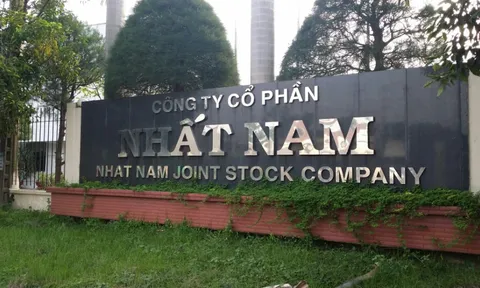 CÔNG TY CỔ PHẦN
NHẤT NAM
NHAT NAM JOINT STOCK COMPANY